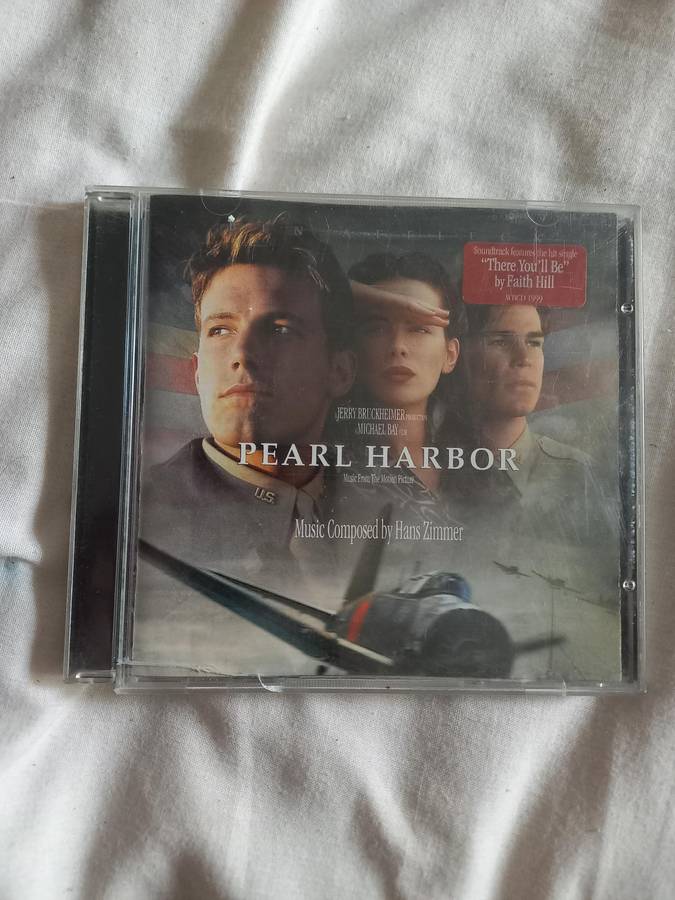 Soundtrack features the hit single
"There You'll Be"
by Faith Hill
A JERRY BRUCKHEIMER PRODUCTION
A MICHAEL BAY FILM
PEARL HARBOR
Music From The Motion Picture
U.S.
Music Composed by Hans Zimmer